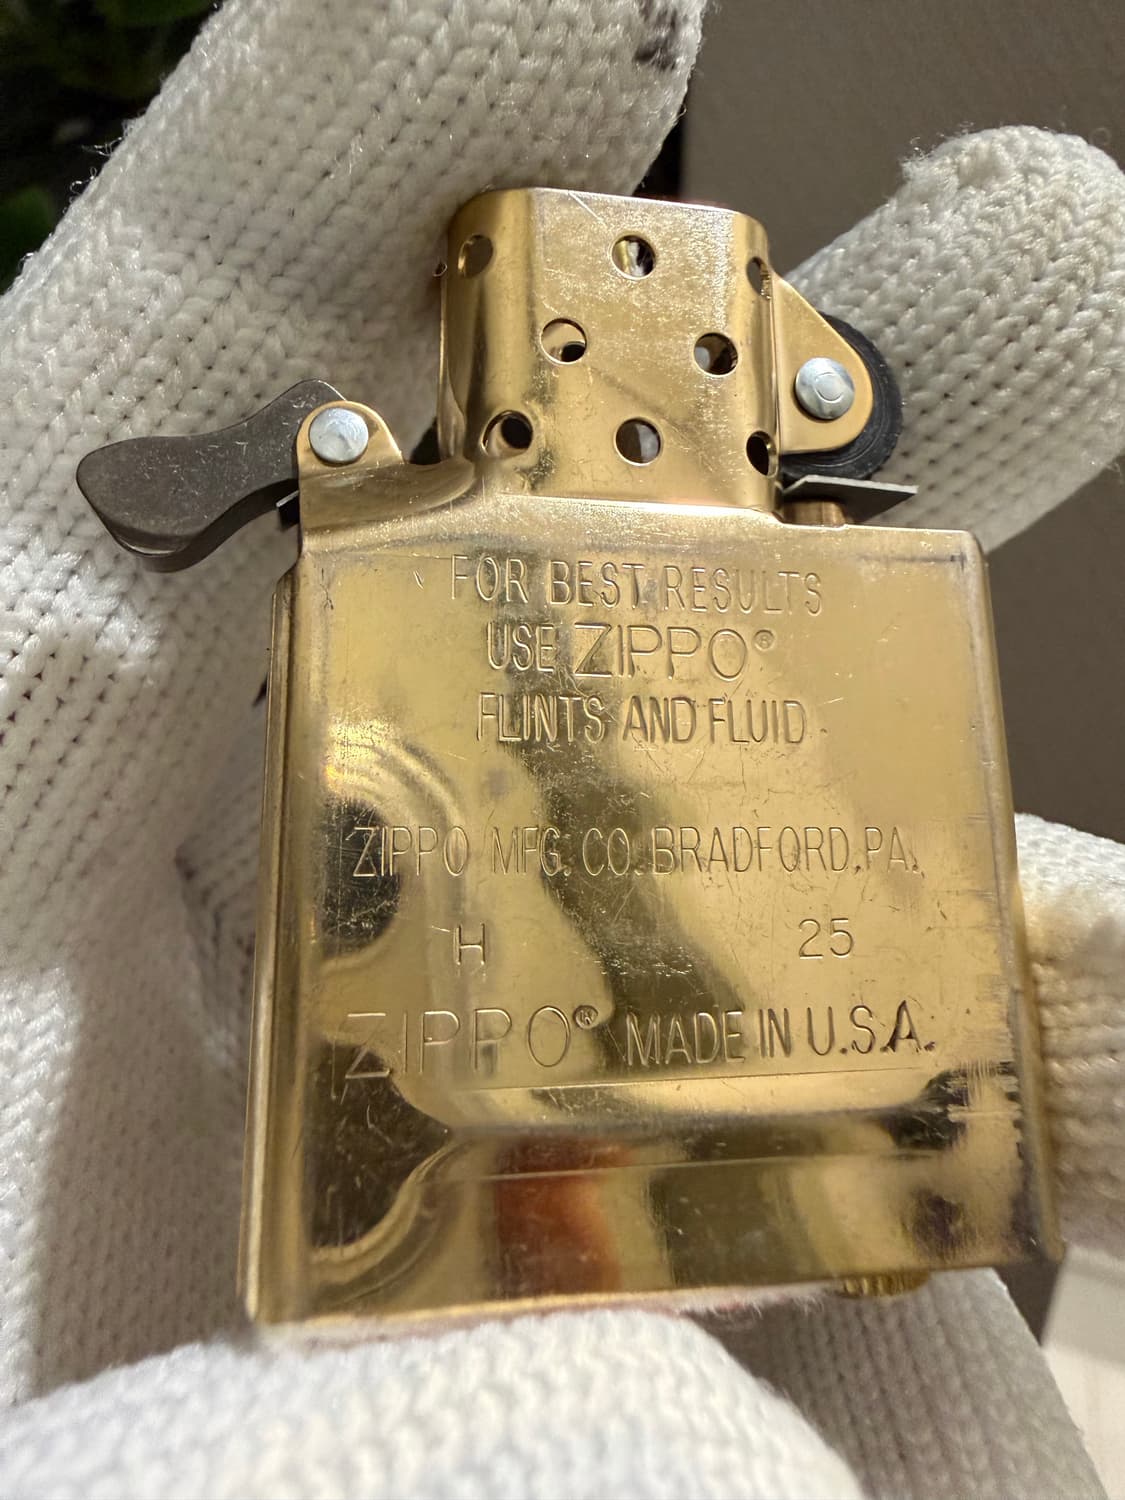 FOR BEST RESULTS
USE ZIPPO®
FLINTS AND FLUID
ZIPPO MFG. CO. BRADFORD, PA.
H 25
ZIPPO® MADE IN U.S.A.